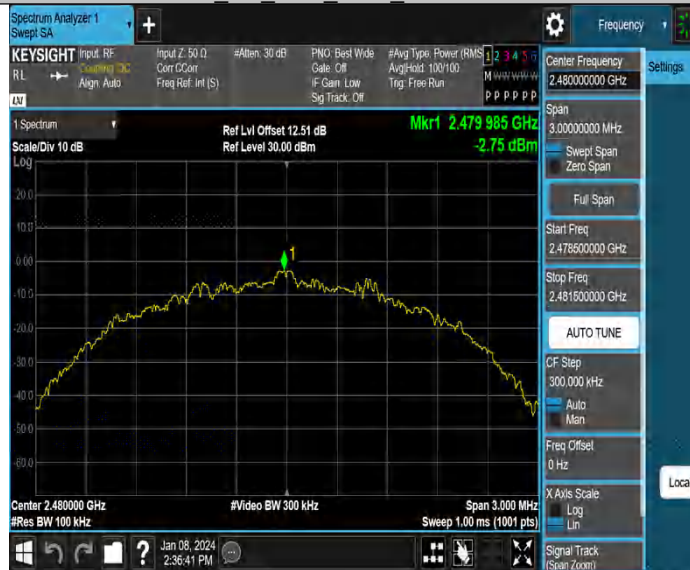 Spectrum Analyzer 1
Swept SA
+
Frequency
KEYSIGHT Input: RF Input Z: 50 Ω #Atten: 30 dB PNO: Best Wide #Avg Type: Power (RMS 1 2 3 4 5 6
RL Coupling: DC Corr CCorr Gate: Off Avg|Hold: 100/100 M W W W W W
Align: Auto Freq Ref: Int (S) IF Gain: Low Trig: Free Run
Sig Track: Off P P P P P P
LXI
1 Spectrum
Ref Lvl Offset 12.51 dB
Mkr1 2.479 985 GHz
Scale/Div 10 dB
Ref Level 30.00 dBm
-2.75 dBm
Log
20.0
10.0
0.00
1
-10.0
-20.0
-30.0
-40.0
-50.0
-60.0
Center 2.480000 GHz #Video BW 300 kHz Span 3.000 MHz
#Res BW 100 kHz Sweep 1.00 ms (1001 pts)
?
Jan 08, 2024
2:36:41 PM
Center Frequency
2.480000000 GHz
Settings
Span
3.00000000 MHz
Swept Span
Zero Span
Full Span
Start Freq
2.478500000 GHz
Stop Freq
2.481500000 GHz
AUTO TUNE
CF Step
300.000 kHz
Auto
Man
Freq Offset
0 Hz
X Axis Scale
Log
Lin
Local
Signal Track
(Span Zoom)